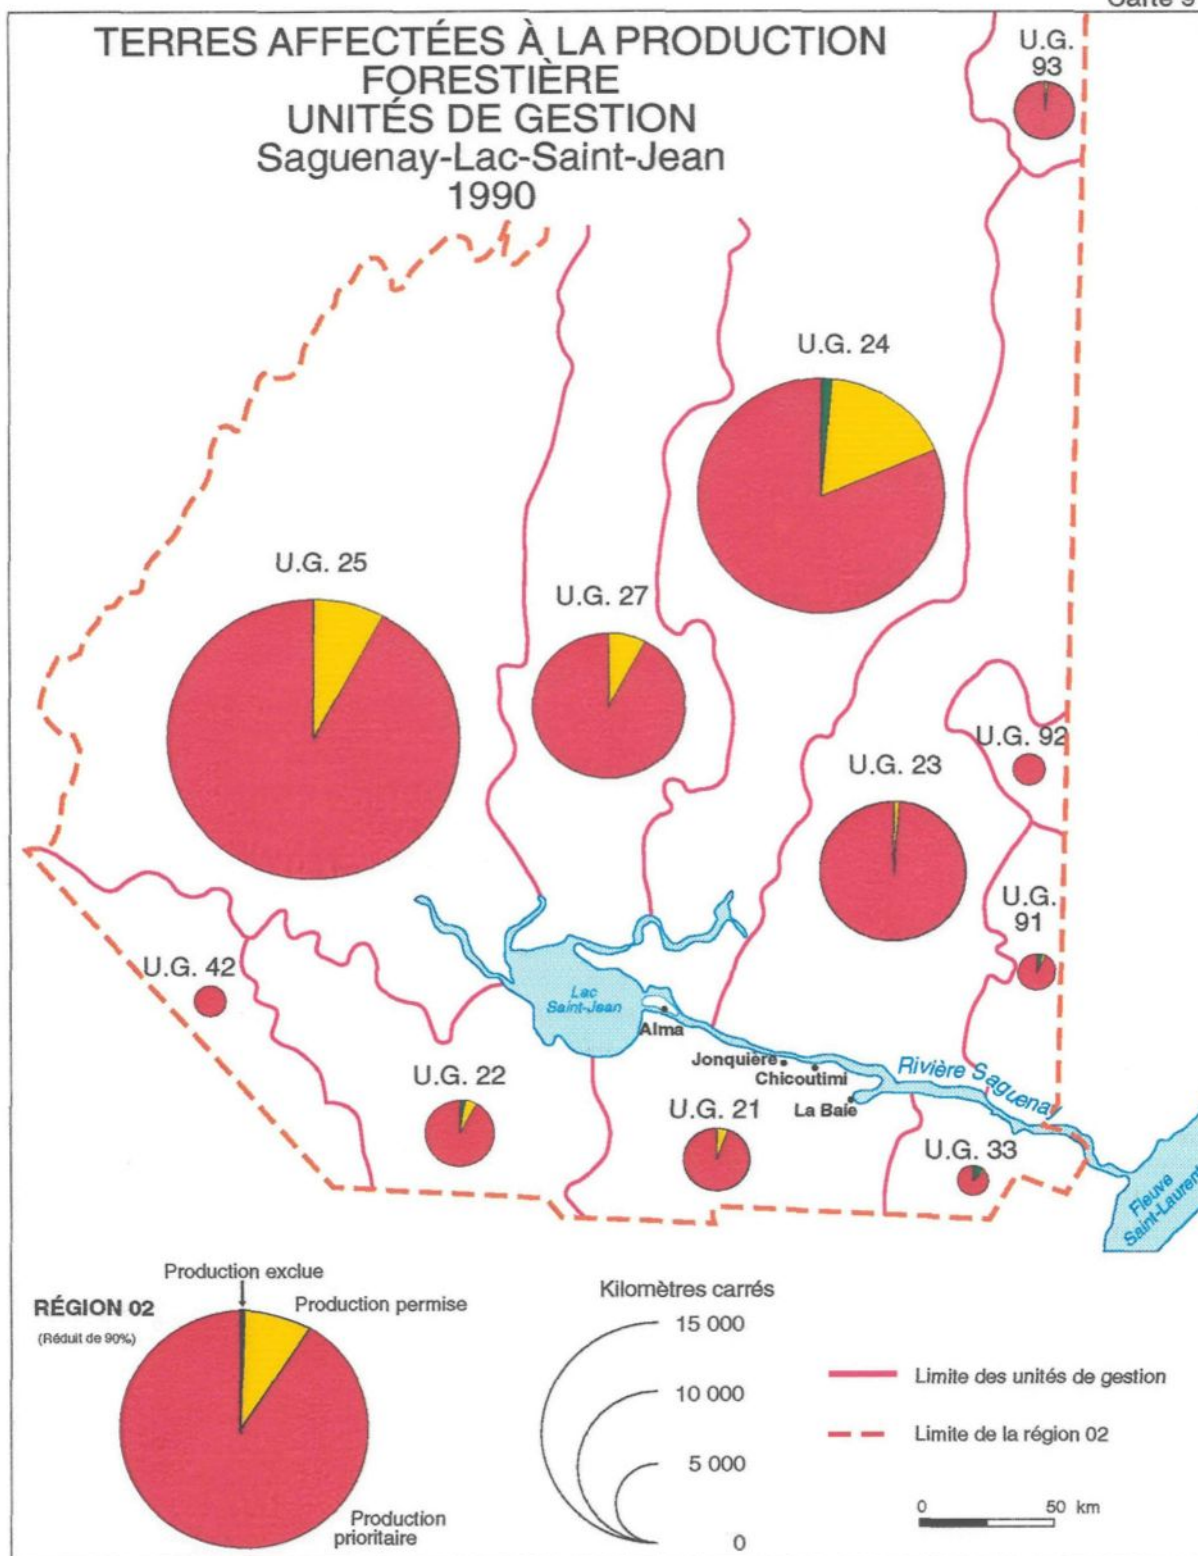 Carte 9
TERRES AFFECTÉES À LA PRODUCTION
FORESTIÈRE
UNITÉS DE GESTION
Saguenay-Lac-Saint-Jean
1990
U.G.
93
U.G. 24
U.G. 25
U.G. 27
U.G. 92
U.G. 23
U.G.
91
U.G. 42
Lac
Saint-Jean
Alma
Jonquière
Chicoutimi
La Baie
Rivière Saguenay
U.G. 22
U.G. 21
U.G. 33
Fleuve
Saint-Laurent
Production exclue
RÉGION 02
(Réduit de 90%)
Production permise
Production
prioritaire
Kilomètres carrés
15 000
10 000
5 000
0
Limite des unités de gestion
Limite de la région 02
0 50 km